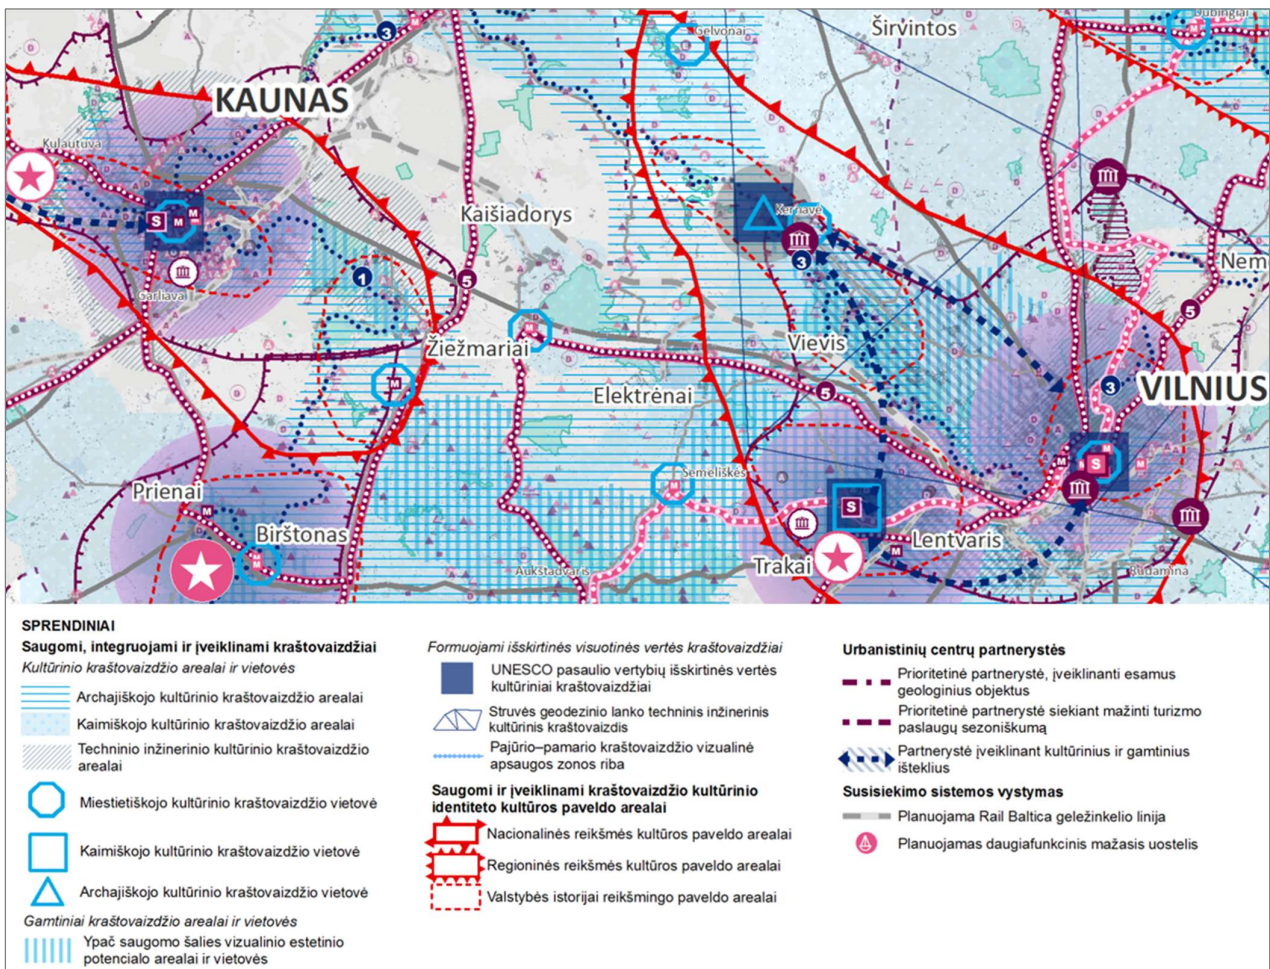 Dubingiai
Gelvonai
Širvintos
3
KAUNAS
Kulautuva
Kaišiadorys
Kernavė
S
M
M
3
Nem
1
5
5
Garliava
Žiežmariai
M
Vievis
M
Elektrėnai
5
3
VILNIUS
Semeliškės
M
M
M
M
S
Prienai
M
S
Birštonas
M
M
Lentvaris
M
Trakai
Aukštadvaris
Rudamina
SPRENDINIAI
Saugomi, integruojami ir įveiklinami kraštovaizdžiai
Kultūrinio kraštovaizdžio arealai ir vietovės
Archajiškojo kultūrinio kraštovaizdžio arealai
Kaimiškojo kultūrinio kraštovaizdžio arealai
Techninio inžinerinio kultūrinio kraštovaizdžio
arealai
Miestietiškojo kultūrinio kraštovaizdžio vietovė
Kaimiškojo kultūrinio kraštovaizdžio vietovė
Archajiškojo kultūrinio kraštovaizdžio vietovė
Gamtiniai kraštovaizdžio arealai ir vietovės
Ypač saugomo šalies vizualinio estetinio
potencialo arealai ir vietovės
Formuojami išskirtinės visuotinės vertės kraštovaizdžiai
UNESCO pasaulio vertybių išskirtinės vertės
kultūriniai kraštovaizdžiai
Struvės geodezinio lanko techninis inžinerinis
kultūrinis kraštovaizdis
Pajūrio–pamario kraštovaizdžio vizualinė
apsaugos zonos riba
Saugomi ir įveiklinami kraštovaizdžio kultūrinio
identiteto kultūros paveldo arealai
Nacionalinės reikšmės kultūros paveldo arealai
Regioninės reikšmės kultūros paveldo arealai
Valstybės istorijai reikšmingo paveldo arealai
Urbanistinių centrų partnerystės
Prioritetinė partnerystė, įveiklinanti esamus
geologinius objektus
Prioritetinė partnerystė siekiant mažinti turizmo
paslaugų sezoniškumą
Partnerystė įveiklinant kultūrinius ir gamtinius
išteklius
Susisiekimo sistemos vystymas
Planuojama Rail Baltica geležinkelio linija
Planuojamas daugiafunkcinis mažasis uostelis